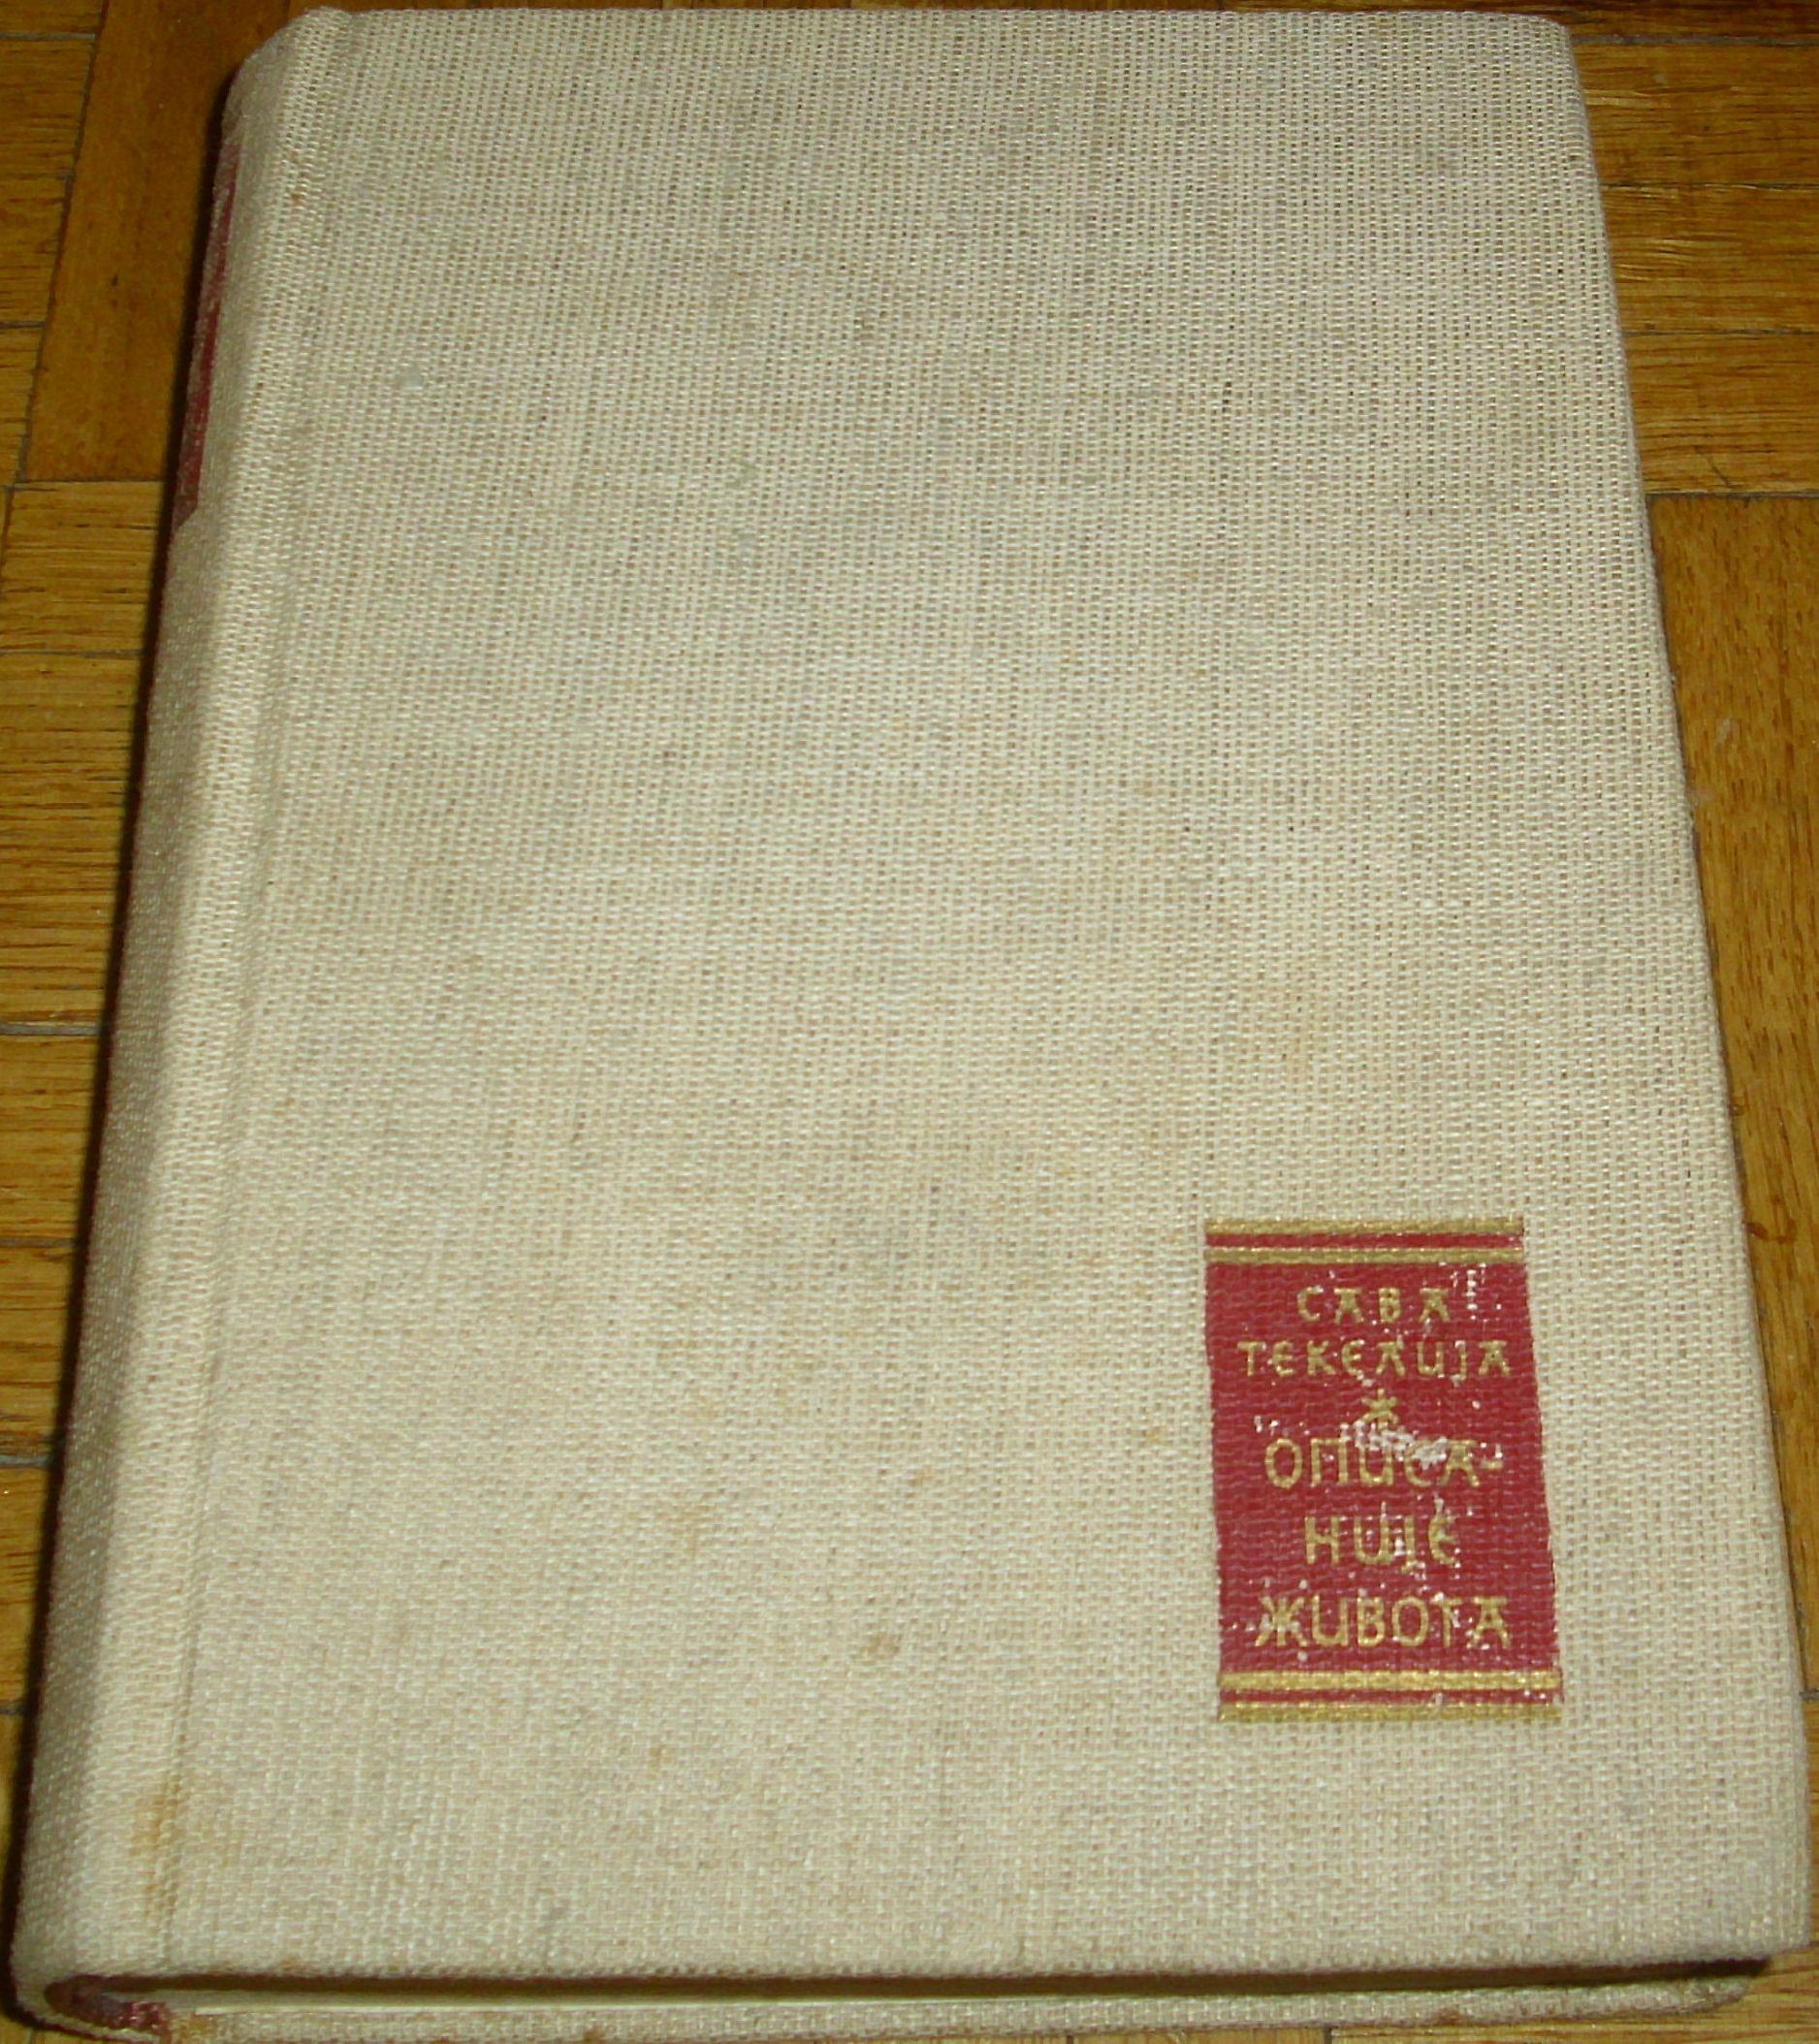 САВА
ТЕКЕЛИЈА
*
ОПИСА-
НИЈЕ
ЖИВОТА